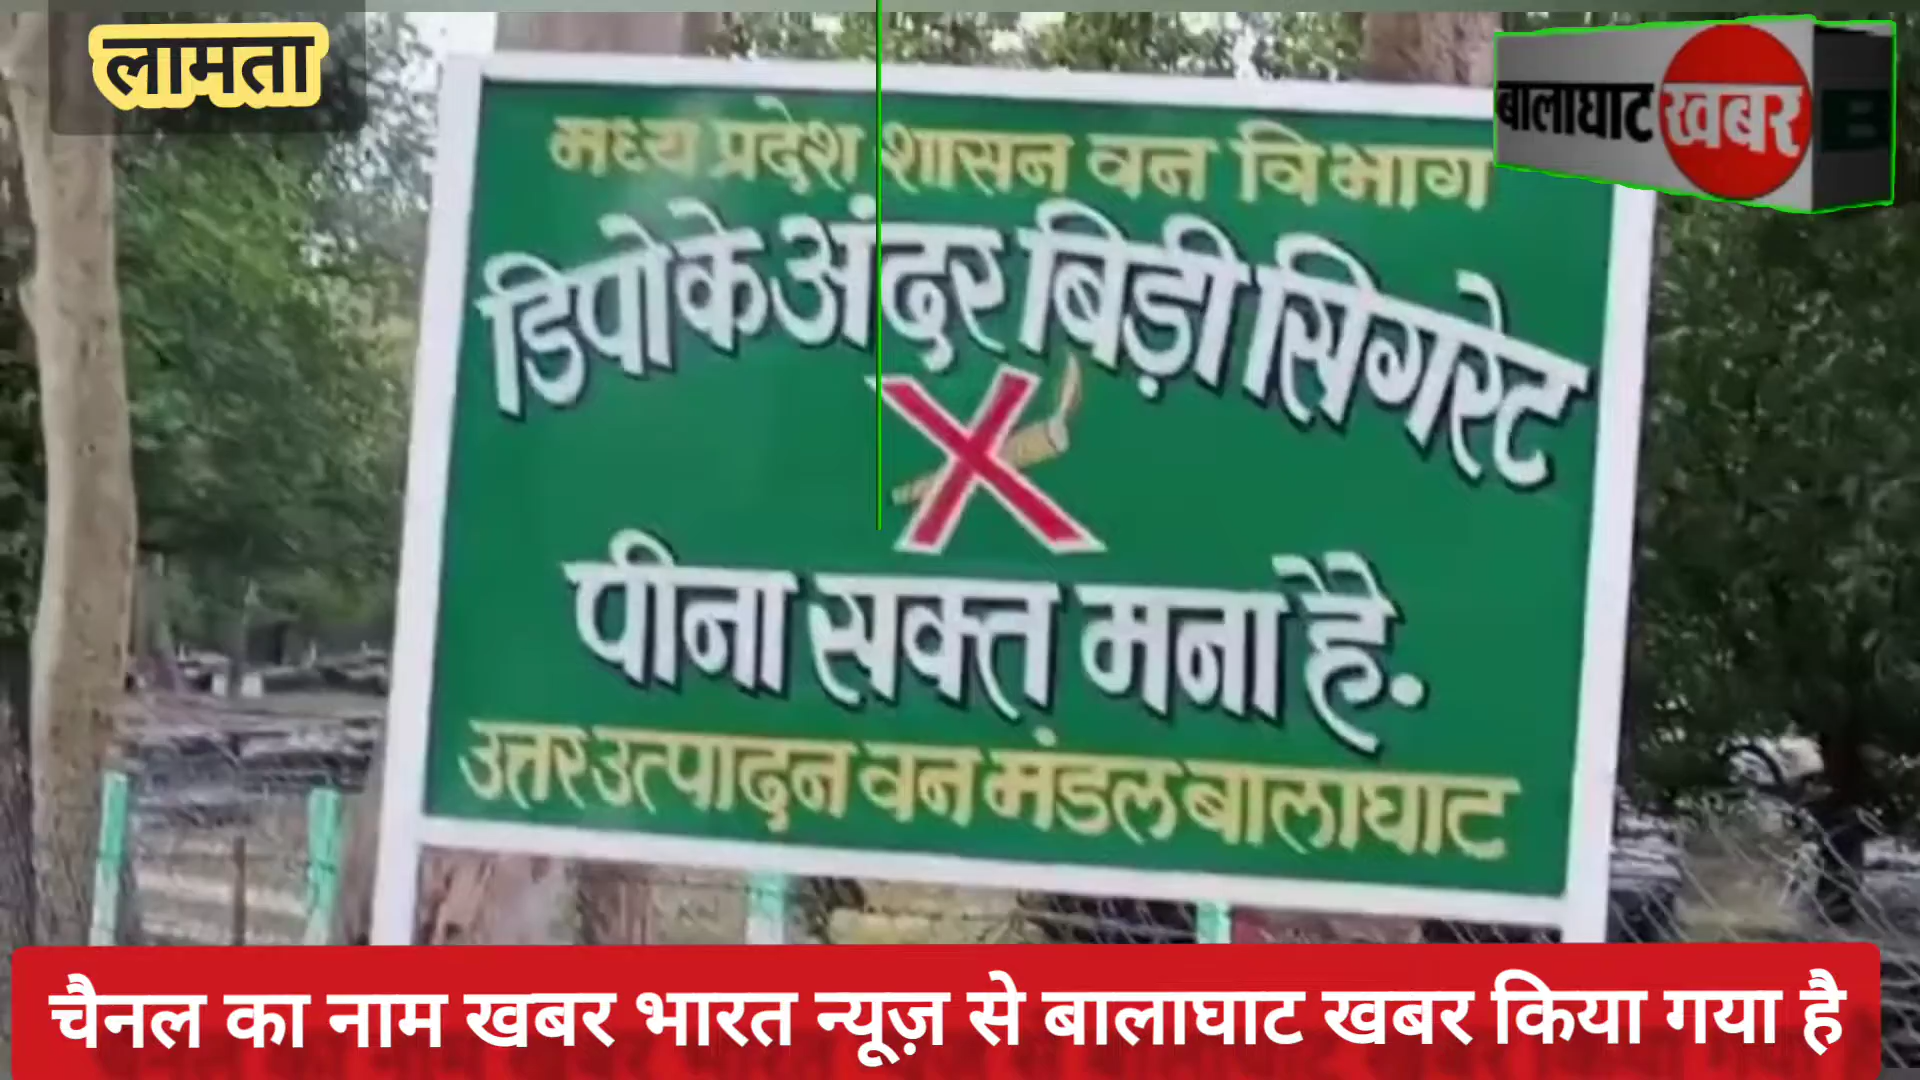 लामता
बालाघाट खबर
मध्य प्रदेश शासन वन विभाग
डिपो के अंदर बिड़ी सिगरेट
पीना सक्त मना है.
उत्तर उत्पादन वन मंडल बालाघाट
चैनल का नाम खबर भारत न्यूज़ से बालाघाट खबर किया गया है